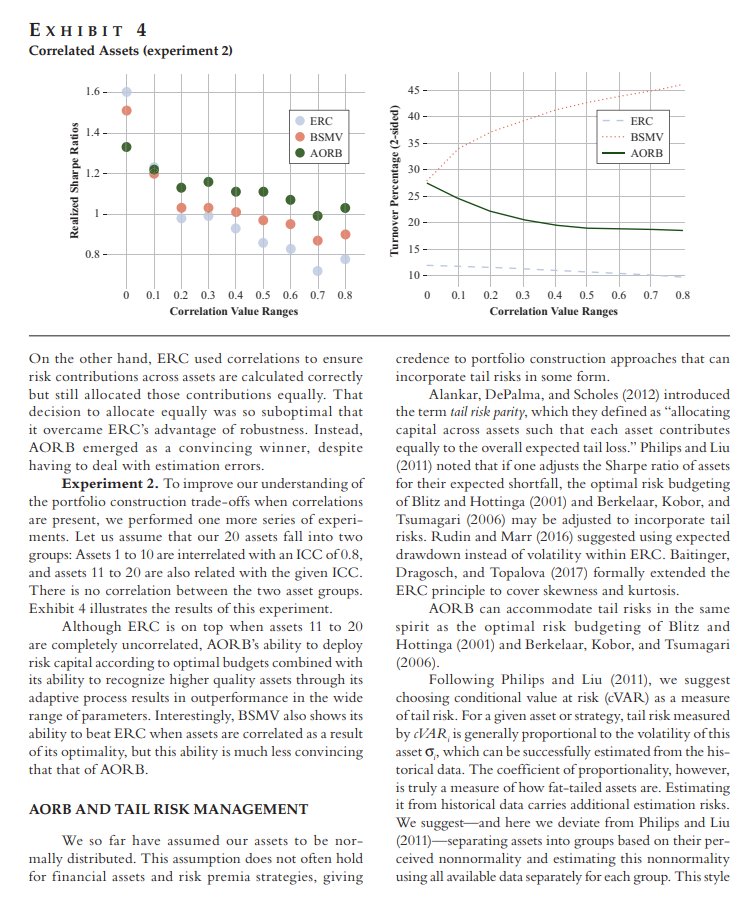 EXHIBIT 4
Correlated Assets (experiment 2)
Realized Sharpe Ratios
1.6
1.4
1.2
1
0.8
ERC
BSMV
AORB
0 0.1 0.2 0.3 0.4 0.5 0.6 0.7 0.8
Correlation Value Ranges
Turnover Percentage (2-sided)
45
40
35
30
25
20
15
10
ERC
BSMV
AORB
0 0.1 0.2 0.3 0.4 0.5 0.6 0.7 0.8
Correlation Value Ranges
On the other hand, ERC used correlations to ensure
risk contributions across assets are calculated correctly
but still allocated those contributions equally. That
decision to allocate equally was so suboptimal that
it overcame ERC's advantage of robustness. Instead,
AORB emerged as a convincing winner, despite
having to deal with estimation errors.
Experiment 2. To improve our understanding of
the portfolio construction trade-offs when correlations
are present, we performed one more series of experi-
ments. Let us assume that our 20 assets fall into two
groups: Assets 1 to 10 are interrelated with an ICC of 0.8,
and assets 11 to 20 are also related with the given ICC.
There is no correlation between the two asset groups.
Exhibit 4 illustrates the results of this experiment.
Although ERC is on top when assets 11 to 20
are completely uncorrelated, AORB's ability to deploy
risk capital according to optimal budgets combined with
its ability to recognize higher quality assets through its
adaptive process results in outperformance in the wide
range of parameters. Interestingly, BSMV also shows its
ability to beat ERC when assets are correlated as a result
of its optimality, but this ability is much less convincing
that that of AORB.
AORB AND TAIL RISK MANAGEMENT
We so far have assumed our assets to be nor-
mally distributed. This assumption does not often hold
for financial assets and risk premia strategies, giving
credence to portfolio construction approaches that can
incorporate tail risks in some form.
Alankar, DePalma, and Scholes (2012) introduced
the term tail risk parity, which they defined as “allocating
capital across assets such that each asset contributes
equally to the overall expected tail loss.” Philips and Liu
(2011) noted that if one adjusts the Sharpe ratio of assets
for their expected shortfall, the optimal risk budgeting
of Blitz and Hottinga (2001) and Berkelaar, Kobor, and
Tsumagari (2006) may be adjusted to incorporate tail
risks. Rudin and Marr (2016) suggested using expected
drawdown instead of volatility within ERC. Baitinger,
Dragosch, and Topalova (2017) formally extended the
ERC principle to cover skewness and kurtosis.
AORB can accommodate tail risks in the same
spirit as the optimal risk budgeting of Blitz and
Hottinga (2001) and Berkelaar, Kobor, and Tsumagari
(2006).
Following Philips and Liu (2011), we suggest
choosing conditional value at risk (cVAR) as a measure
of tail risk. For a given asset or strategy, tail risk measured
by cVARᵢ is generally proportional to the volatility of this
asset σᵢ, which can be successfully estimated from the his-
torical data. The coefficient of proportionality, however,
is truly a measure of how fat-tailed assets are. Estimating
it from historical data carries additional estimation risks.
We suggest—and here we deviate from Philips and Liu
(2011)—separating assets into groups based on their per-
ceived nonnormality and estimating this nonnormality
using all available data separately for each group. This style